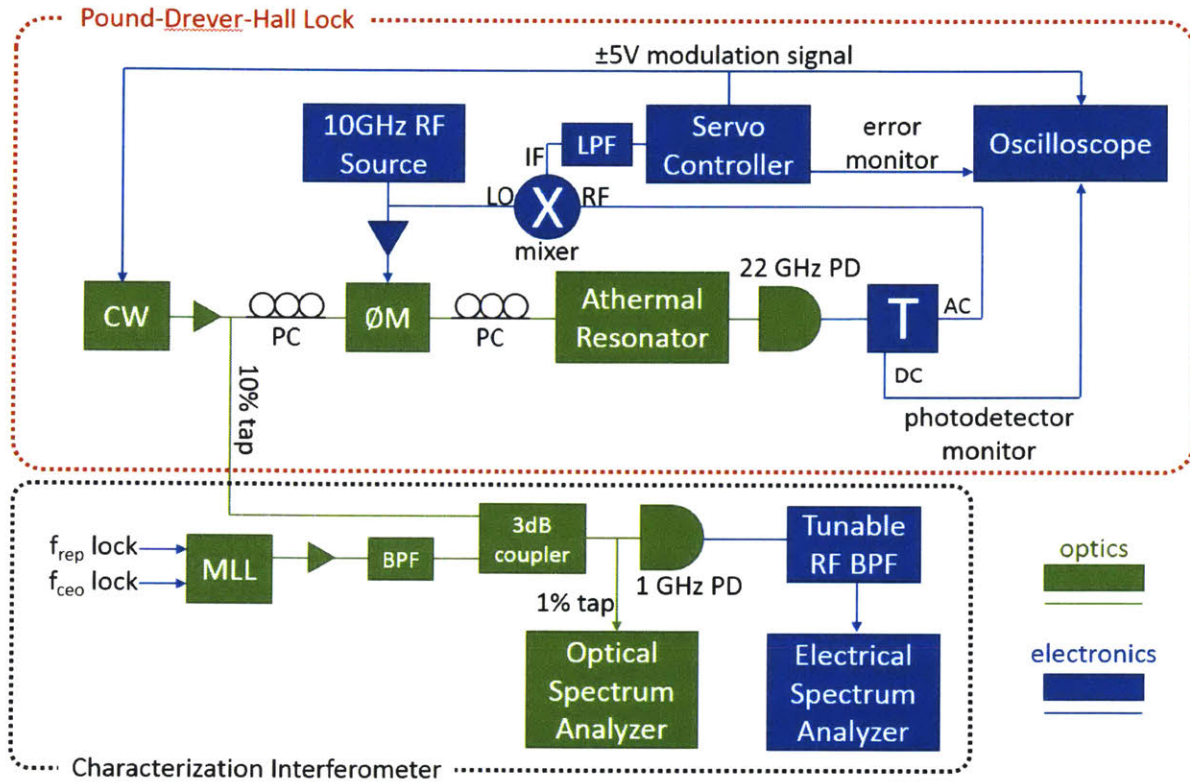 Pound-Drever-Hall Lock
±5V modulation signal
10GHz RF
Source
IF
LPF
Servo
Controller
error
monitor
Oscilloscope
LO
X
RF
mixer
22 GHz PD
CW
PC
ØM
PC
Athermal
Resonator
T
AC
DC
10% tap
photodetector
monitor
f_rep lock
f_ceo lock
MLL
BPF
3dB
coupler
1 GHz PD
Tunable
RF BPF
1% tap
Optical
Spectrum
Analyzer
Electrical
Spectrum
Analyzer
optics
electronics
Characterization Interferometer